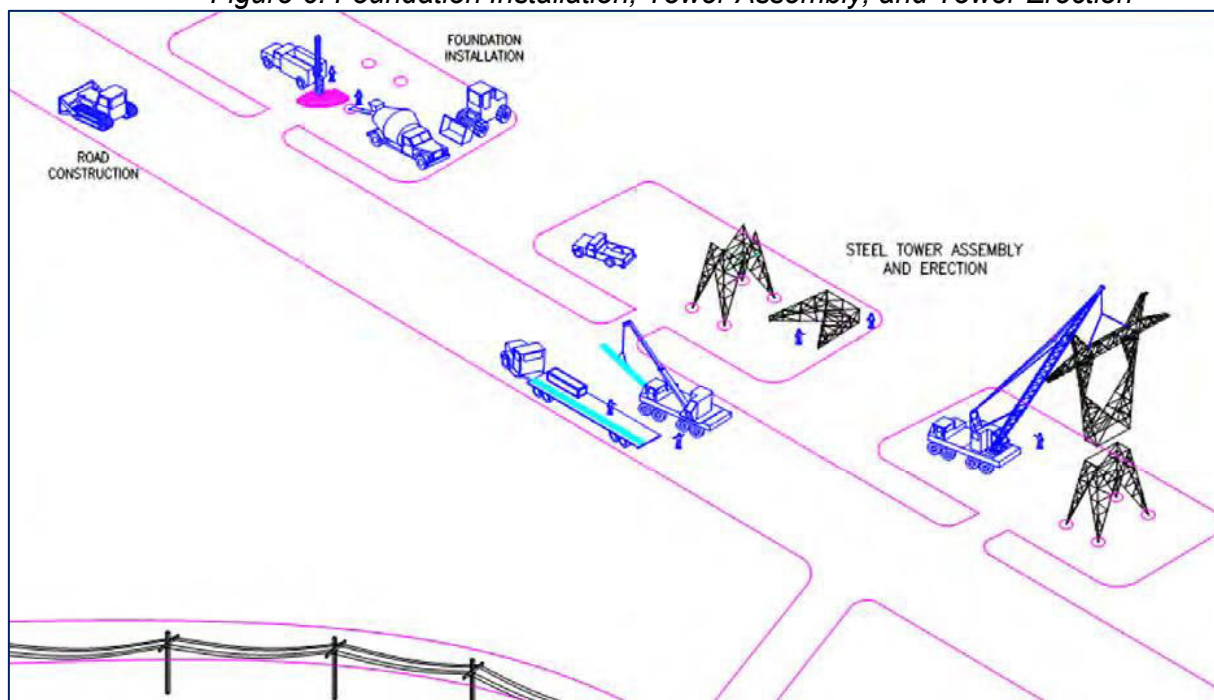 Figure 6. Foundation Installation, Tower Assembly, and Tower Erection
FOUNDATION
INSTALLATION
ROAD
CONSTRUCTION
STEEL TOWER ASSEMBLY
AND ERECTION